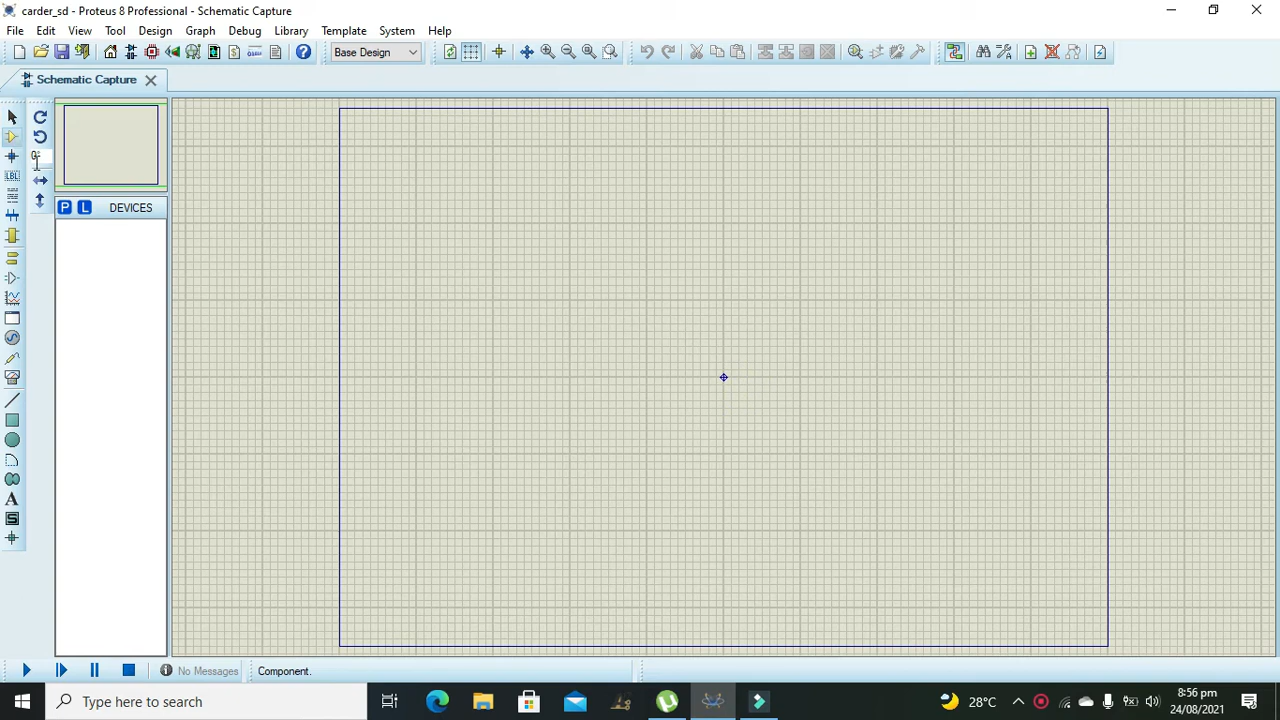 carder_sd - Proteus 8 Professional - Schematic Capture
File Edit View Tool Design Graph Debug Library Template System Help
Base Design
Schematic Capture
LBL
P L DEVICES
A
S
No Messages
Component.
Type here to search
28°C
8:56 pm
24/08/2021